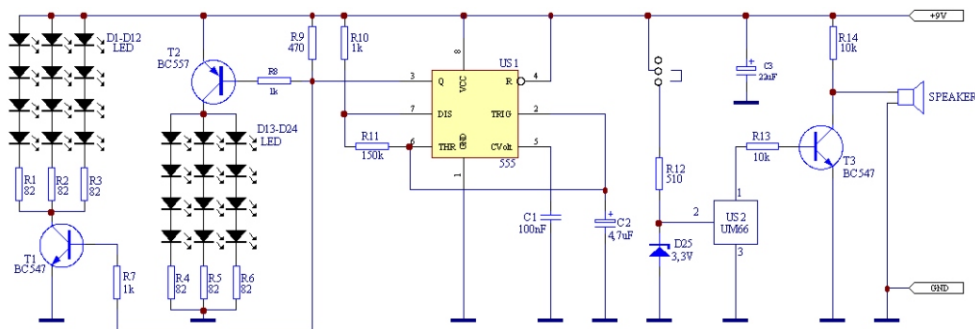 D1-D12
LED
T2
BC557
R9
470
R10
1k
R8
1k
3
Q
8
VCC
US1
R
4
7
DIS
TRIG
2
6
THR
GND
CVolt
5
555
1
R11
150k
D13-D24
LED
R1
82
R2
82
R3
82
T1
BC547
R7
1k
R4
82
R5
82
R6
82
C1
100nF
+
C2
4,7uF
R12
510
D25
3,3V
2
1
US2
UM66
3
R13
10k
+
C3
22uF
R14
10k
T3
BC547
SPEAKER
+9V
GND